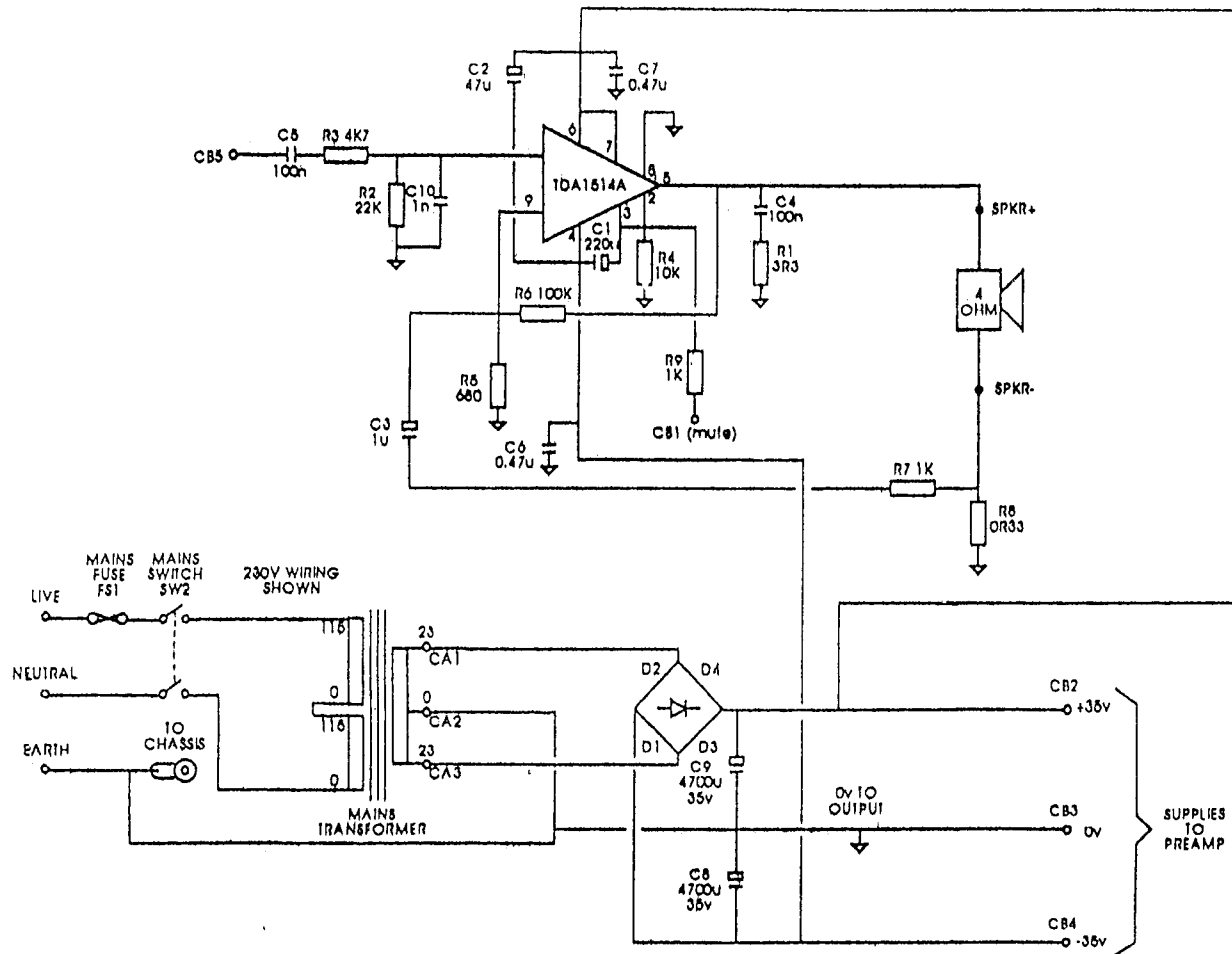 C2
47u
C7
0.47u
6
7
CB5
C5
100n
R3 4K7
R2
22K
C10
1n
TDA1514A
9
4
8
5
2
3
C1
220u
R4
10K
C4
100n
R1
3R3
SPKR+
4
OHM
SPKR-
R6 100K
R5
680
R9
1K
CB1 (mute)
C3
1u
C6
0.47u
R7 1K
R8
0R33
LIVE
MAINS
FUSE
FS1
MAINS
SWITCH
SW2
230V WIRING
SHOWN
115
0
115
0
NEUTRAL
EARTH
TO
CHASSIS
MAINS
TRANSFORMER
23
CA1
0
CA2
23
CA3
D2
D4
D1
D3
C9
4700u
35v
C8
4700u
35v
0v TO
OUTPUT
CB2
+35v
CB3
0v
CB4
-35v
SUPPLIES
TO
PREAMP